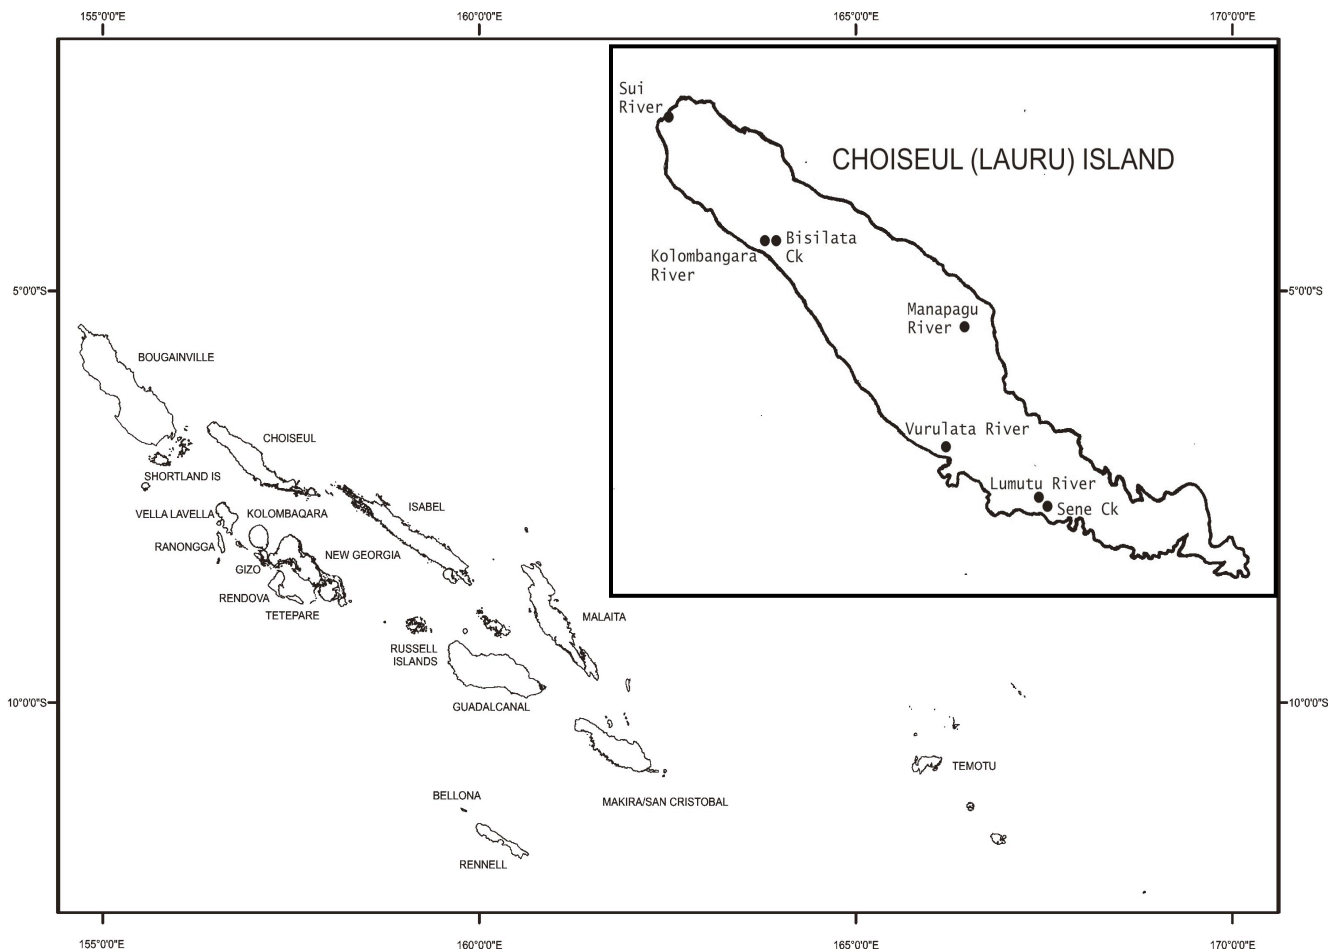 155°0'0"E
160°0'0"E
165°0'0"E
170°0'0"E
Sui
River
CHOISEUL (LAURU) ISLAND
Bisilata
Ck
Kolombangara
River
Manapagu
River
Vurulata River
Lumutu River
Sene Ck
5°0'0"S
5°0'0"S
BOUGAINVILLE
CHOISEUL
SHORTLAND IS
ISABEL
VELLA LAVELLA
KOLOMBAQARA
RANONGGA
NEW GEORGIA
GIZO
RENDOVA
TETEPARE
MALAITA
RUSSELL
ISLANDS
10°0'0"S
10°0'0"S
GUADALCANAL
TEMOTU
BELLONA
MAKIRA/SAN CRISTOBAL
RENNELL
155°0'0"E
160°0'0"E
165°0'0"E
170°0'0"E